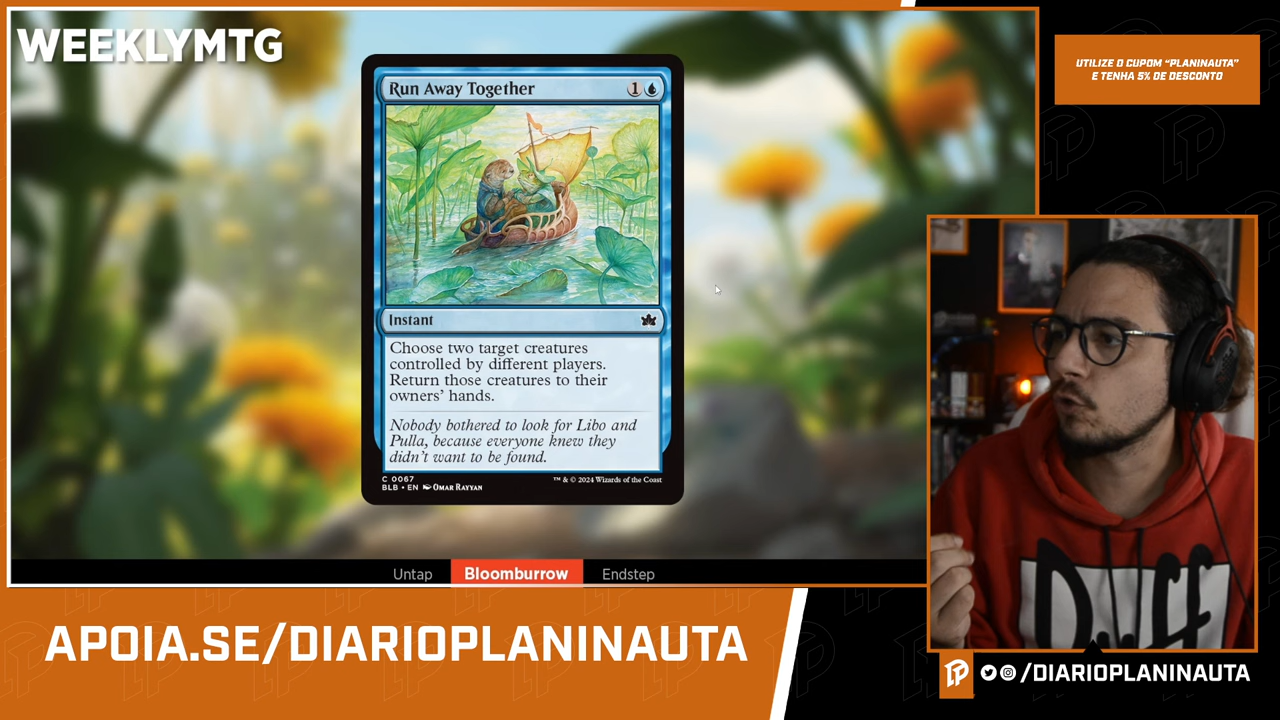 WEEKLYMTG
UTILIZE O CUPOM “PLANINAUTA”
E TENHA 5% DE DESCONTO
Run Away Together
1
Instant
Choose two target creatures
controlled by different players.
Return those creatures to their
owners' hands.
Nobody bothered to look for Libo and
Pulla, because everyone knew they
didn't want to be found.
C 0067
BLB • EN OMAR RAYYAN
™ & © 2024 Wizards of the Coast
Untap
Bloomburrow
Endstep
DUFF
APOIA.SE/DIARIOPLANINAUTA
/DIARIOPLANINAUTA